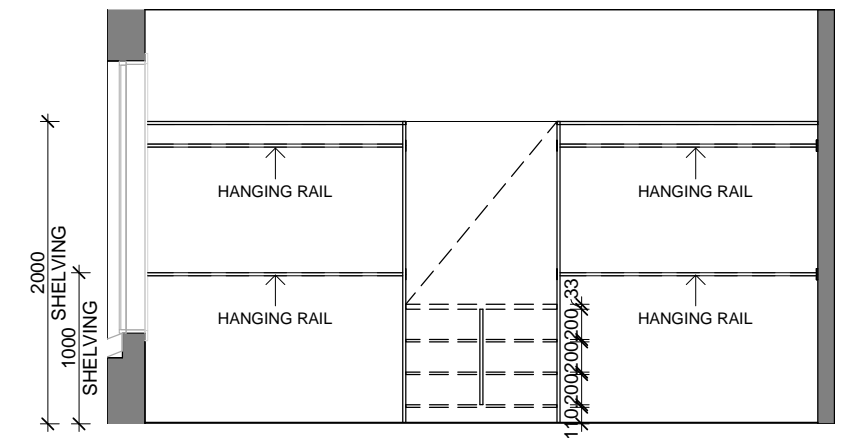 HANGING RAIL
HANGING RAIL
2000
SHELVING
1000
SHELVING
HANGING RAIL
HANGING RAIL
33
200
200
200
110